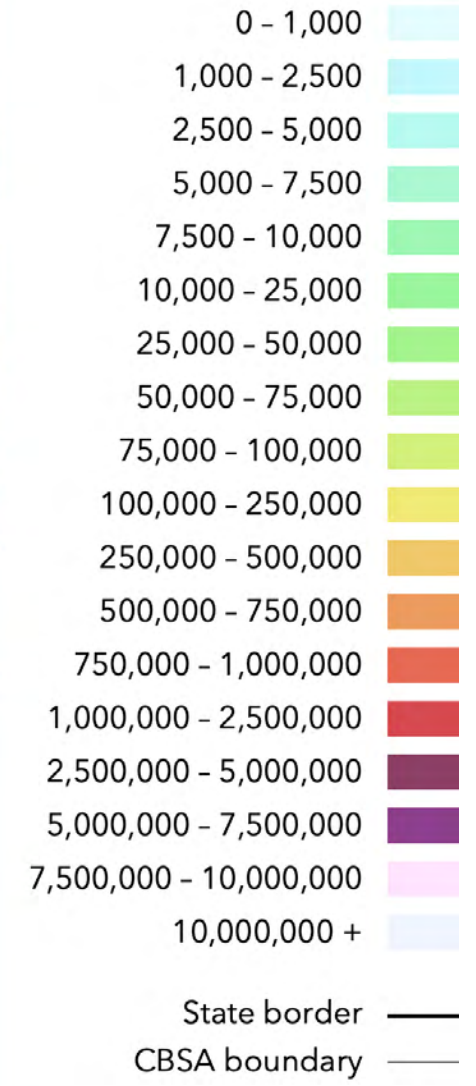 0 – 1,000
1,000 – 2,500
2,500 – 5,000
5,000 – 7,500
7,500 – 10,000
10,000 – 25,000
25,000 – 50,000
50,000 – 75,000
75,000 – 100,000
100,000 – 250,000
250,000 – 500,000
500,000 – 750,000
750,000 – 1,000,000
1,000,000 – 2,500,000
2,500,000 – 5,000,000
5,000,000 – 7,500,000
7,500,000 – 10,000,000
10,000,000 +
State border
CBSA boundary